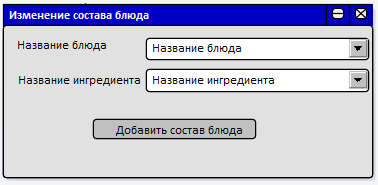 Изменение состава блюда
Название блюда Название блюда
Название ингредиента Название ингредиента
Добавить состав блюда